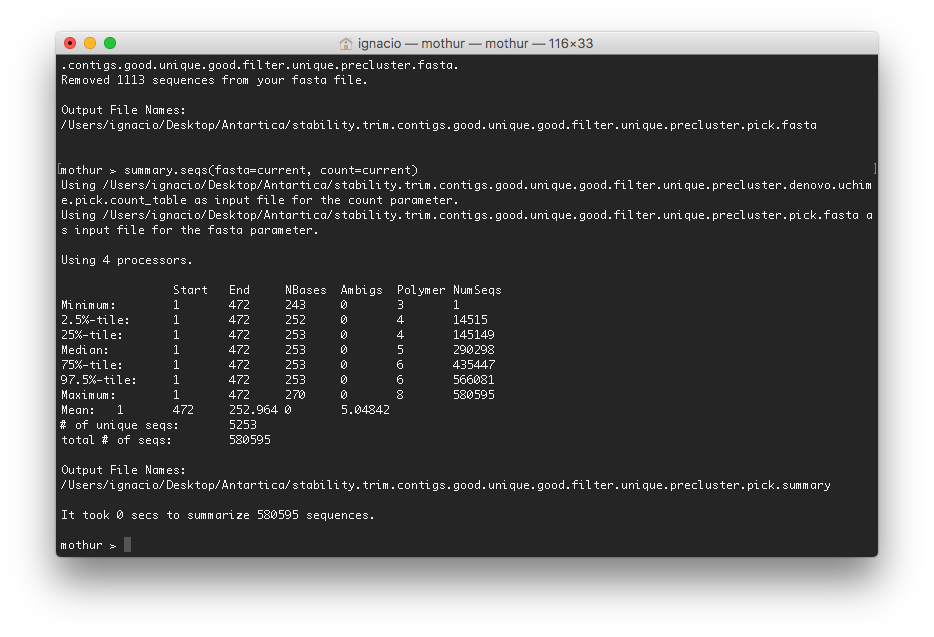 ignacio — mothur — mothur — 116×33
.contigs.good.unique.good.filter.unique.precluster.fasta.
Removed 1113 sequences from your fasta file.
Output File Names:
/Users/ignacio/Desktop/Antartica/stability.trim.contigs.good.unique.good.filter.unique.precluster.pick.fasta
[mothur > summary.seqs(fasta=current, count=current) ]
Using /Users/ignacio/Desktop/Antartica/stability.trim.contigs.good.unique.good.filter.unique.precluster.denovo.uchim
e.pick.count_table as input file for the count parameter.
Using /Users/ignacio/Desktop/Antartica/stability.trim.contigs.good.unique.good.filter.unique.precluster.pick.fasta a
s input file for the fasta parameter.
Using 4 processors.
Start End NBases Ambigs Polymer NumSeqs
Minimum: 1 472 243 0 3 1
2.5%-tile: 1 472 252 0 4 14515
25%-tile: 1 472 253 0 4 145149
Median: 1 472 253 0 5 290298
75%-tile: 1 472 253 0 6 435447
97.5%-tile: 1 472 253 0 6 566081
Maximum: 1 472 270 0 8 580595
Mean: 1 472 252.964 0 5.04842
# of unique seqs: 5253
total # of seqs: 580595
Output File Names:
/Users/ignacio/Desktop/Antartica/stability.trim.contigs.good.unique.good.filter.unique.precluster.pick.summary
It took 0 secs to summarize 580595 sequences.
mothur >